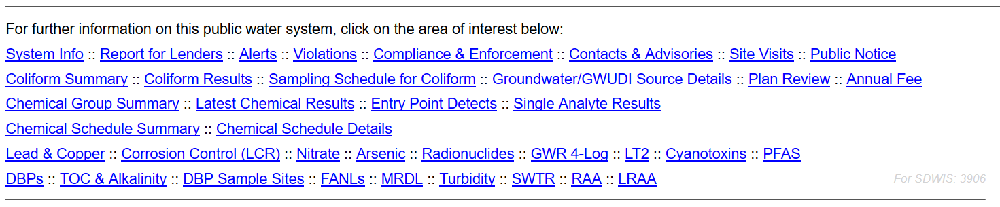 For further information on this public water system, click on the area of interest below:
System Info :: Report for Lenders :: Alerts :: Violations :: Compliance & Enforcement :: Contacts & Advisories :: Site Visits :: Public Notice
Coliform Summary :: Coliform Results :: Sampling Schedule for Coliform :: Groundwater/GWUDI Source Details :: Plan Review :: Annual Fee
Chemical Group Summary :: Latest Chemical Results :: Entry Point Detects :: Single Analyte Results
Chemical Schedule Summary :: Chemical Schedule Details
Lead & Copper :: Corrosion Control (LCR) :: Nitrate :: Arsenic :: Radionuclides :: GWR 4-Log :: LT2 :: Cyanotoxins :: PFAS
DBPs :: TOC & Alkalinity :: DBP Sample Sites :: FANLs :: MRDL :: Turbidity :: SWTR :: RAA :: LRAA For SDWIS: 3906